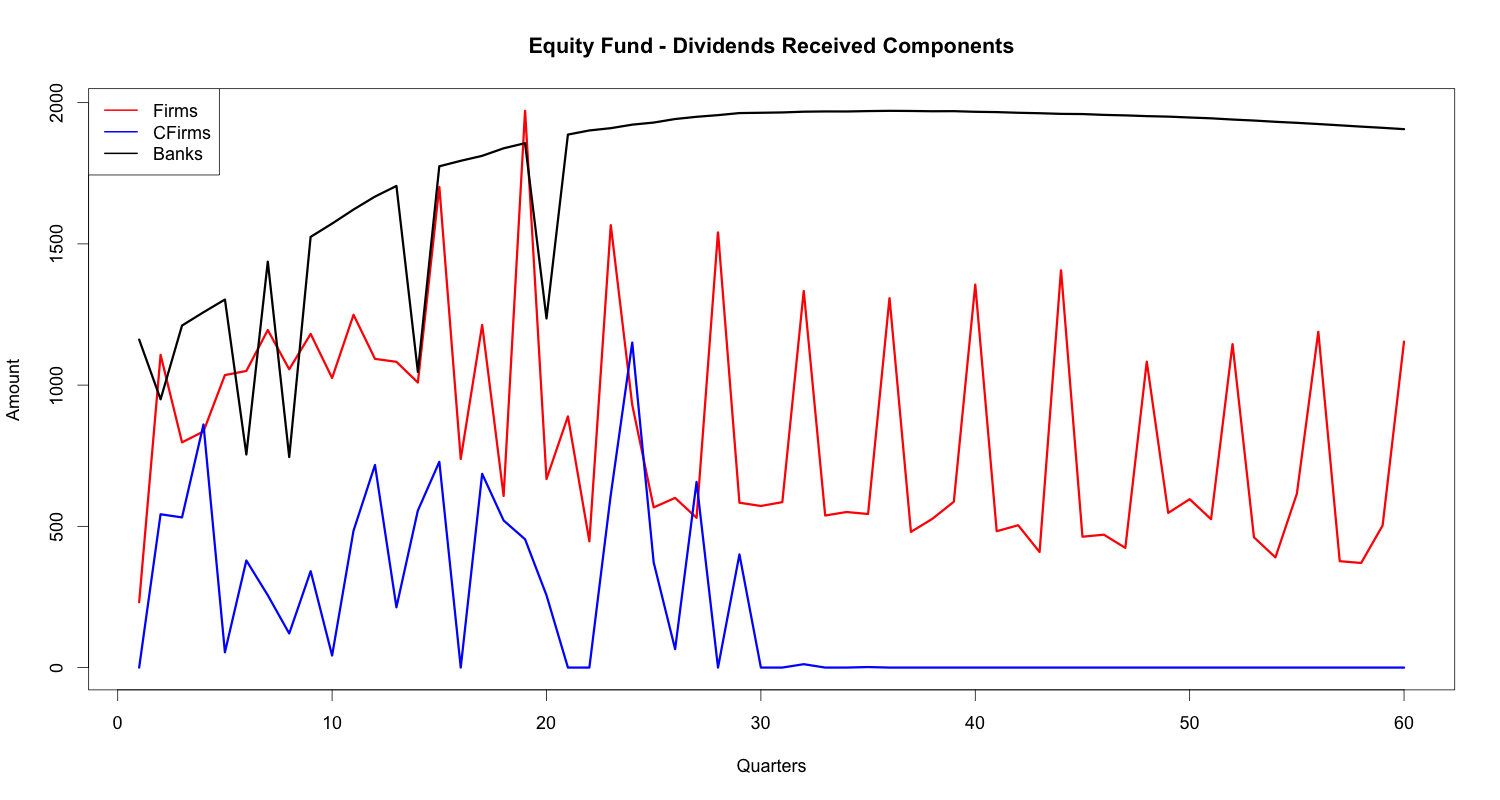 Equity Fund - Dividends Received Components
Firms
CFirms
Banks
2000
1500
1000
500
0
Amount
0 10 20 30 40 50 60
Quarters